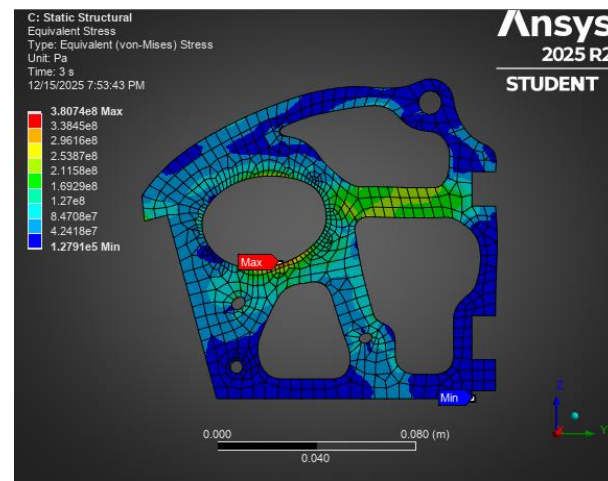 C: Static Structural
Equivalent Stress
Type: Equivalent (von-Mises) Stress
Unit: Pa
Time: 3 s
12/15/2025 7:53:43 PM
3.8074e8 Max
3.3845e8
2.9616e8
2.5387e8
2.1158e8
1.6929e8
1.27e8
8.4708e7
4.2418e7
1.2791e5 Min
Ansys
2025 R2
STUDENT
Max
Min
0.000
0.080 (m)
0.040
Z
X
Y